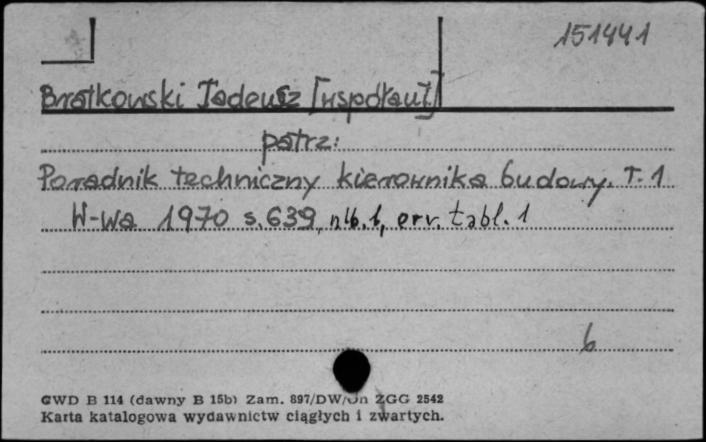 151441
Bratkowski Tadeusz [współaut.]
patrz:
Poradnik techniczny kierownika budowy. T. 1
W-wa 1970 s. 639, nlb. 1, err. tabl. 1
6
GWD B 114 (dawny B 15b) Zam. 897/DW/On ZGG 2542
Karta katalogowa wydawnictw ciągłych i zwartych.